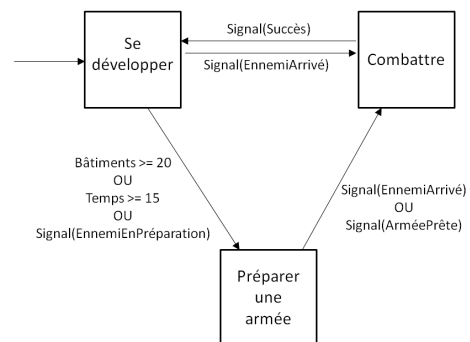 Se
développer
Signal(Succès)
Signal(EnnemiArrivé)
Combattre
Bâtiments >= 20
OU
Temps >= 15
OU
Signal(EnnemiEnPréparation)
Signal(EnnemiArrivé)
OU
Signal(ArméePrête)
Préparer
une
armée